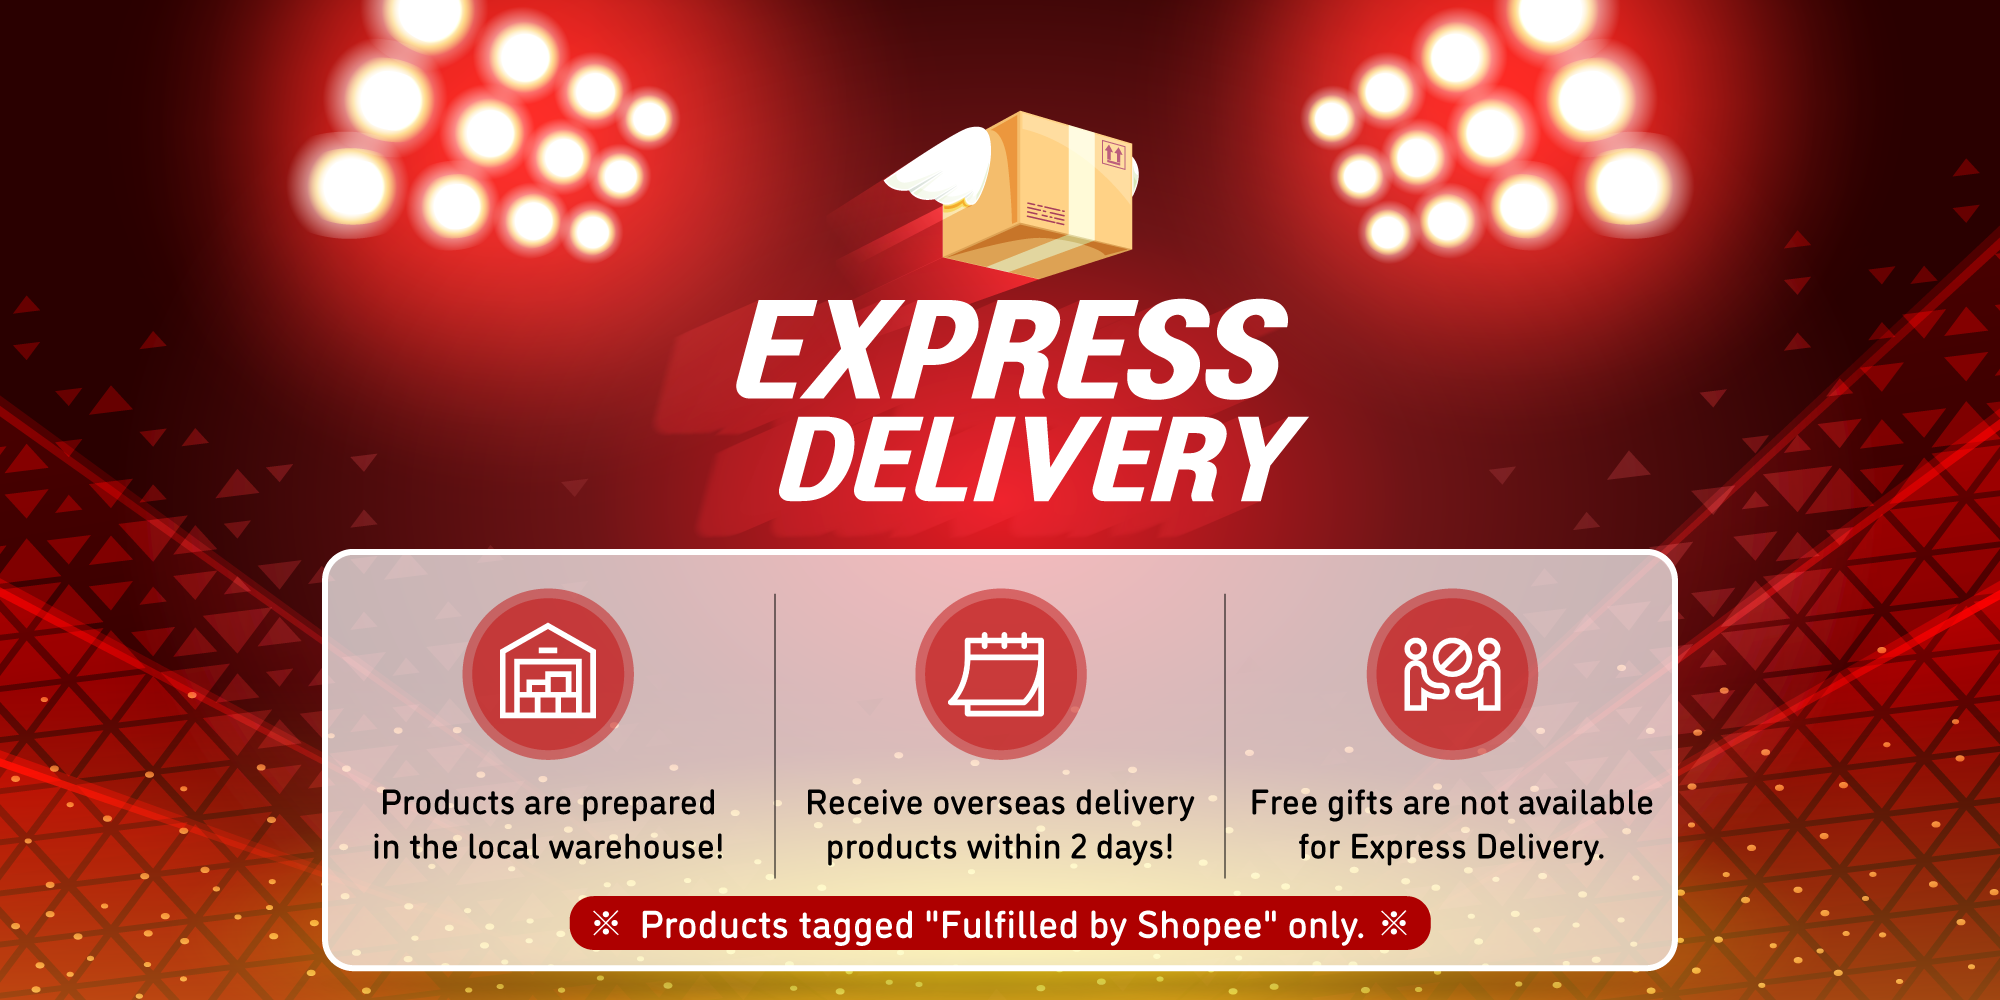 EXPRESS
DELIVERY
Products are prepared
in the local warehouse!
Receive overseas delivery
products within 2 days!
Free gifts are not available
for Express Delivery.
※ Products tagged "Fulfilled by Shopee" only. ※